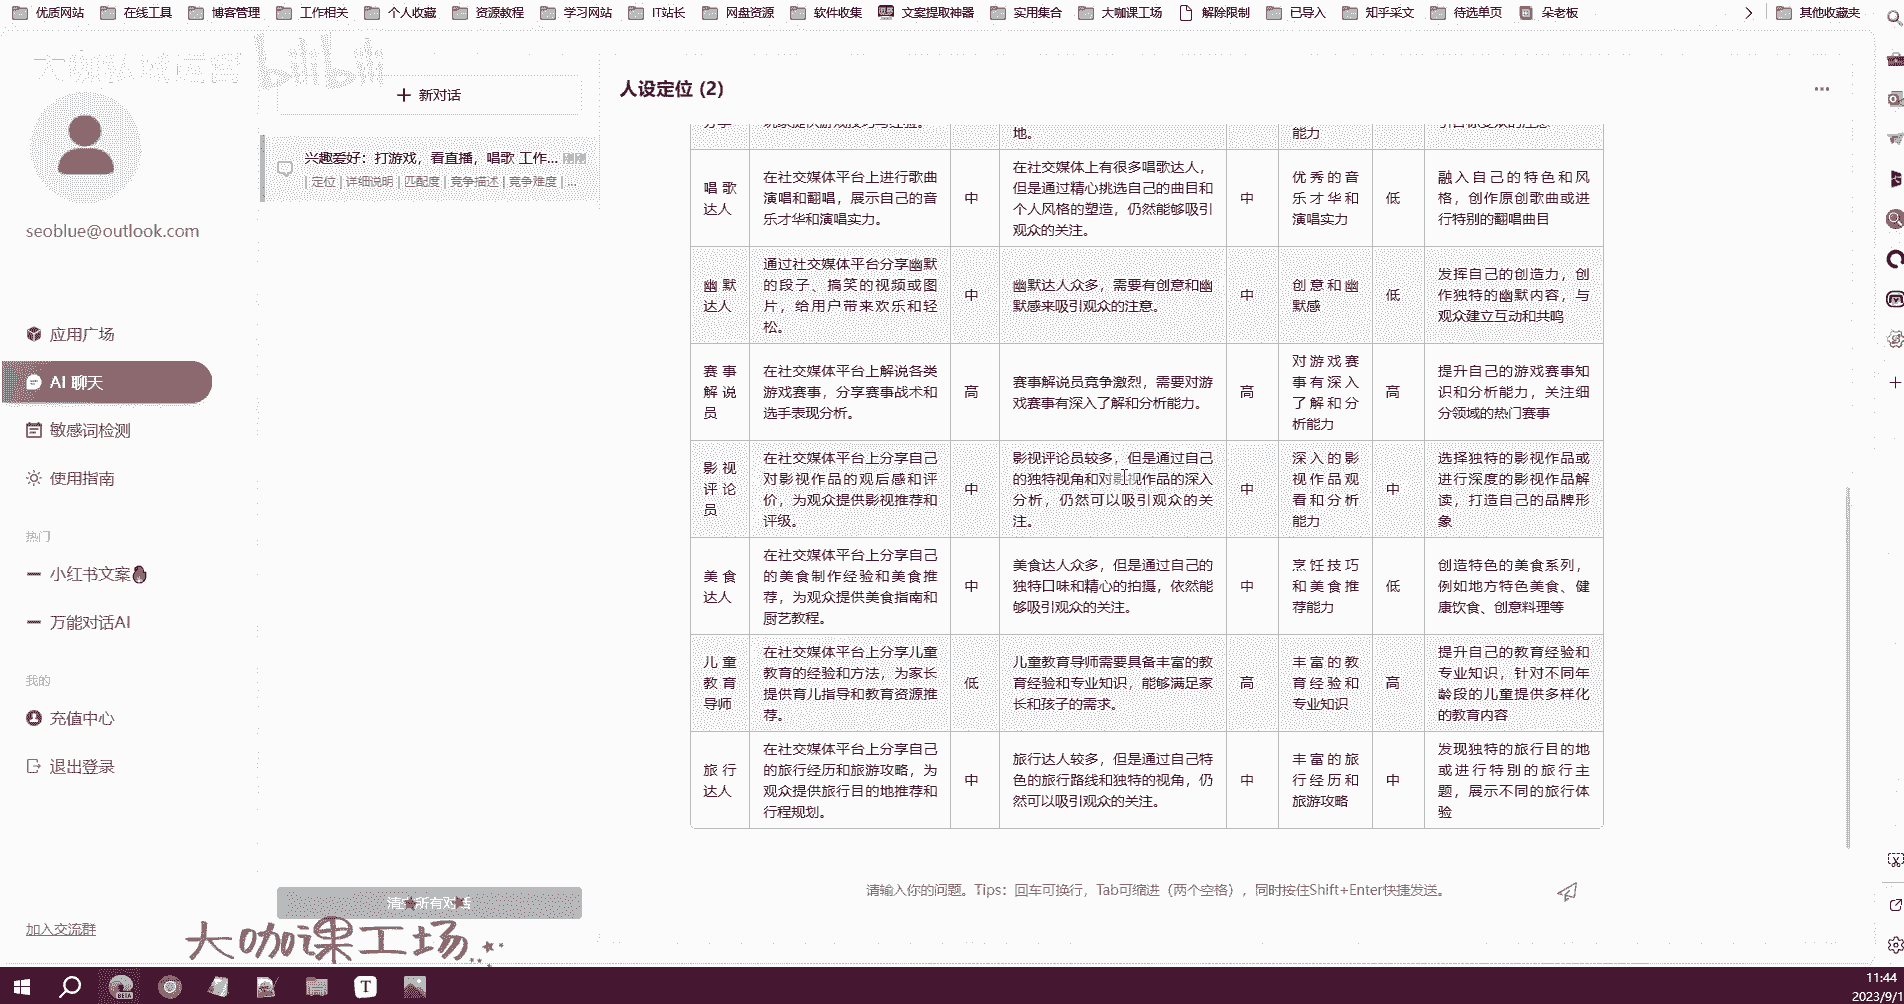 优质网站 在线工具 博客管理 工作相关 个人收藏 资源教程 学习网站 IT站长 网盘资源 软件收集 文案提取神器 实用集合 大咖课工场 解除限制 已导入 知乎采文 待选单页 朵老板 其他收藏夹
大咖私域运营 bilibili
+ 新对话
人设定位 (2)
兴趣爱好：打游戏，看直播，唱歌 工作...
| 定位 | 详细说明 | 匹配度 | 竞争描述 | 竞争难度 | ...
seoblue@outlook.com
应用广场
AI 聊天
敏感词检测
使用指南
热门
小红书文案
万能对话AI
我的
充值中心
退出登录
加入交流群
清空所有对话
大咖课工场
地。
能力
唱歌
达人
在社交媒体平台上进行歌曲
演唱和翻唱，展示自己的音
乐才华和演唱实力。
中
在社交媒体上有很多唱歌达人，
但是通过精心挑选自己的曲目和
个人风格的塑造，仍然能够吸引
观众的关注。
中
优秀的音
乐才华和
演唱实力
低
融入自己的特色和风
格，创作原创歌曲或进
行特别的翻唱曲目
幽默
达人
通过社交媒体平台分享幽默
的段子、搞笑的视频或图
片，给用户带来欢乐和轻
松。
中
幽默达人众多，需要有创意和幽
默感来吸引观众的注意。
中
创意和幽
默感
低
发挥自己的创造力，创
作独特的幽默内容，与
观众建立互动和共鸣
赛事
解说
员
在社交媒体平台上解说各类
游戏赛事，分享赛事战术和
选手表现分析。
高
赛事解说员竞争激烈，需要对游
戏赛事有深入了解和分析能力。
高
对游戏赛
事有深入
了解和分
析能力
高
提升自己的游戏赛事知
识和分析能力，关注细
分领域的热门赛事
影视
评论
员
在社交媒体平台上分享自己
对影视作品的观后感和评
价，为观众提供影视推荐和
评级。
中
影视评论员较多，但是通过自己
的独特视角和对影视作品的深入
分析，仍然可以吸引观众的关
注。
中
深入的影
视作品观
看和分析
能力
中
选择独特的影视作品或
进行深度的影视作品解
读，打造自己的品牌形
象
美食
达人
在社交媒体平台上分享自己
的美食制作经验和美食推
荐，为观众提供美食指南和
厨艺教程。
中
美食达人众多，但是通过自己的
独特口味和精心的拍摄，依然能
够吸引观众的关注。
中
烹饪技巧
和美食推
荐能力
低
创造特色的美食系列，
例如地方特色美食、健
康饮食、创意料理等
儿童
教育
导师
在社交媒体平台上分享儿童
教育的经验和方法，为家长
提供育儿指导和教育资源推
荐。
低
儿童教育导师需要具备丰富的教
育经验和专业知识，能够满足家
长和孩子的需求。
高
丰富的教
育经验和
专业知识
高
提升自己的教育经验和
专业知识，针对不同年
龄段的儿童提供多样化
的教育内容
旅行
达人
在社交媒体平台上分享自己
的旅行经历和旅游攻略，为
观众提供旅行目的地推荐和
行程规划。
中
旅行达人较多，但是通过自己特
色的旅行路线和独特的视角，仍
然可以吸引观众的关注。
中
丰富的旅
行经历和
旅游攻略
中
发现独特的旅行目的地
或进行特别的旅行主
题，展示不同的旅行体
验
请输入你的问题。Tips：回车可换行，Tab可缩进（两个空格），同时按住Shift+Enter快捷发送。
BETA
T
11:44
2023/9/1